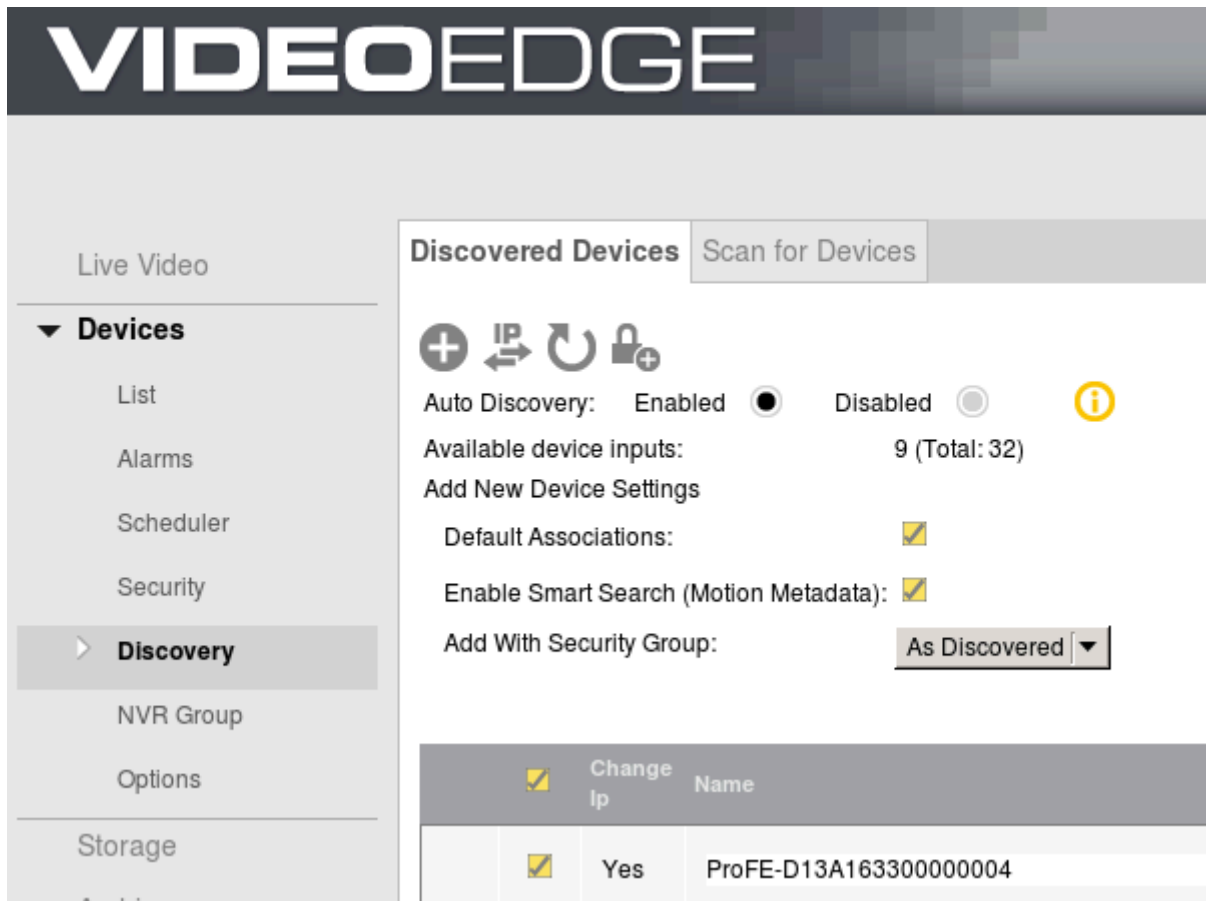 VIDEOEDGE
Live Video
Devices
List
Alarms
Scheduler
Security
Discovery
NVR Group
Options
Storage
Discovered Devices Scan for Devices
IP
Auto Discovery: Enabled Disabled
Available device inputs: 9 (Total: 32)
Add New Device Settings
Default Associations:
Enable Smart Search (Motion Metadata):
Add With Security Group: As Discovered
Change Ip Name
Yes ProFE-D13A163300000004